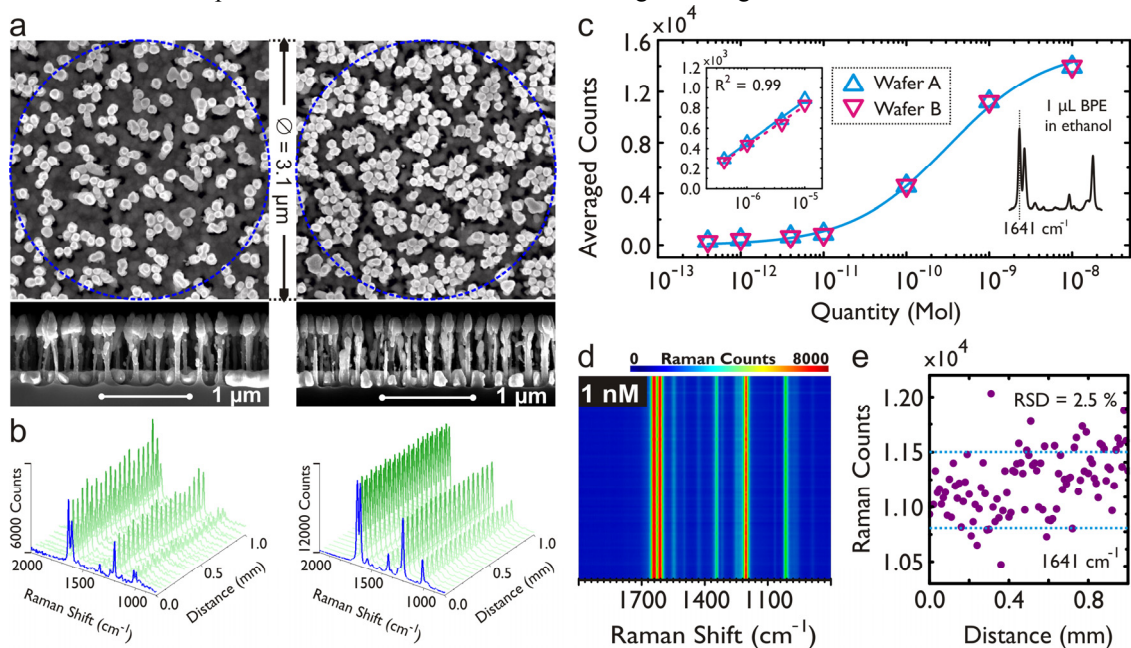 a
Ø = 3.1 µm
1 µm
1 µm
b
6000 Counts
2000
1500
1000
Raman Shift (cm⁻¹)
0.0
0.5
1.0
Distance (mm)
12000 Counts
2000
1500
1000
Raman Shift (cm⁻¹)
0.0
0.5
1.0
Distance (mm)
c
x10⁴
1.6
1.2
0.8
0.4
0.0
Averaged Counts
x10³
1.2
1.0
0.8
0.6
0.4
0.2
0.0
R² = 0.99
10⁻⁶
10⁻⁵
Wafer A
Wafer B
1 µL BPE
in ethanol
1641 cm⁻¹
10⁻¹³
10⁻¹²
10⁻¹¹
10⁻¹⁰
10⁻⁹
10⁻⁸
Quantity (Mol)
d
0 Raman Counts 8000
1 nM
1700
1400
1100
Raman Shift (cm⁻¹)
e
x10⁴
1.20
1.15
1.10
1.05
Raman Counts
RSD = 2.5 %
1641 cm⁻¹
0.0
0.4
0.8
Distance (mm)